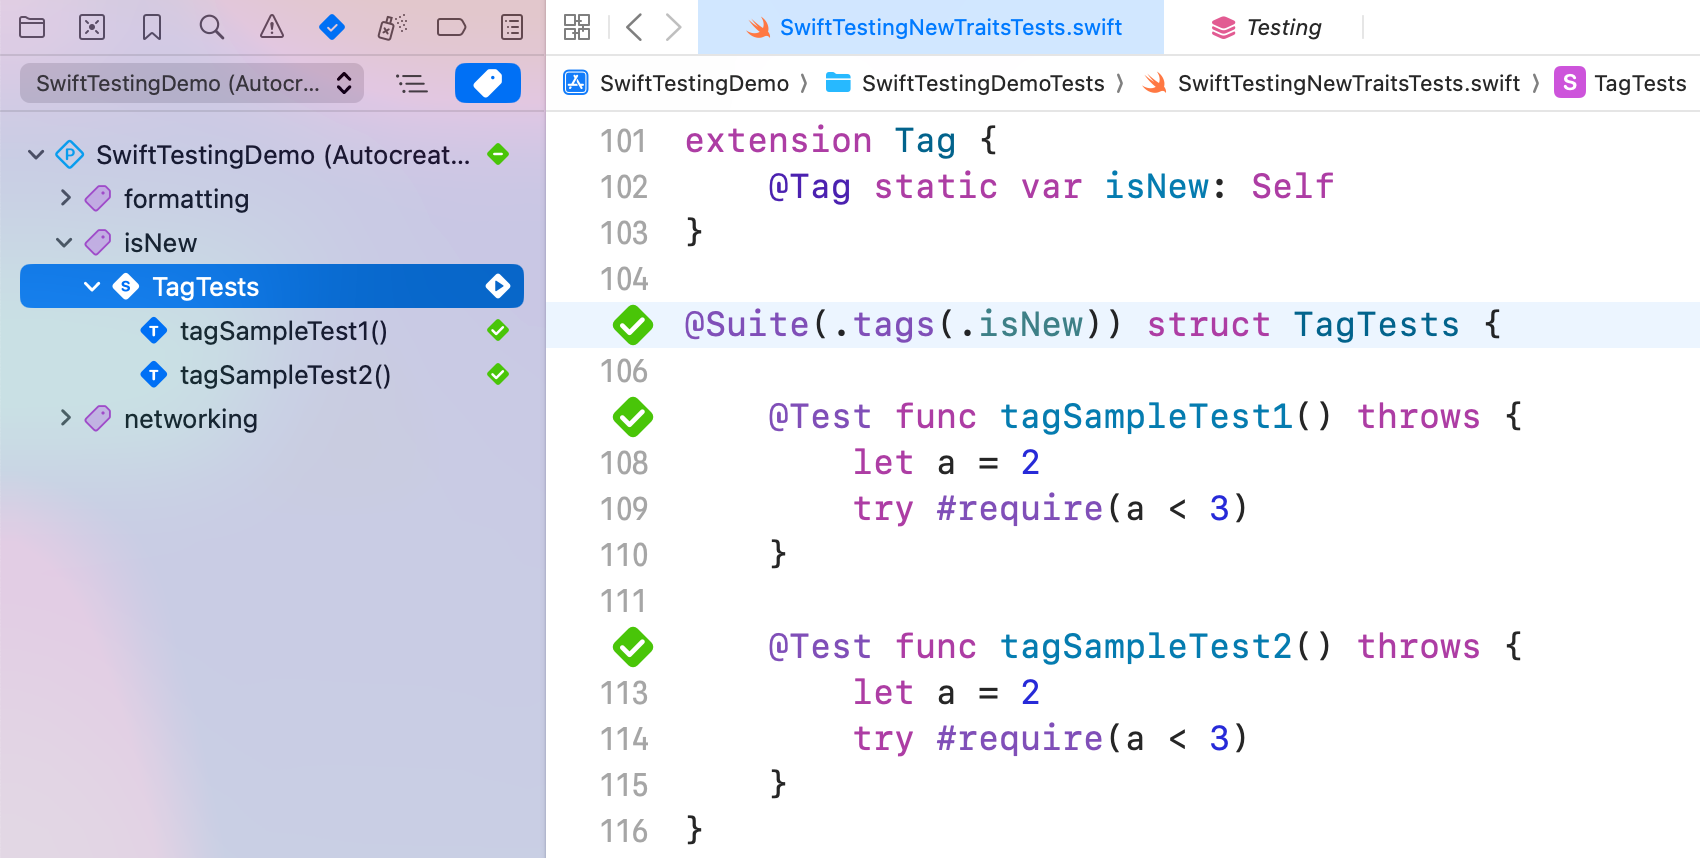 SwiftTestingDemo (Autocr...
SwiftTestingDemo (Autocreat...
formatting
isNew
TagTests
tagSampleTest1()
tagSampleTest2()
networking
SwiftTestingNewTraitsTests.swift
Testing
SwiftTestingDemo 〉 SwiftTestingDemoTests 〉 SwiftTestingNewTraitsTests.swift 〉 S TagTests
101 extension Tag {
102     @Tag static var isNew: Self
103 }
104
@Suite(.tags(.isNew)) struct TagTests {
106
    @Test func tagSampleTest1() throws {
108         let a = 2
109         try #require(a < 3)
110     }
111
    @Test func tagSampleTest2() throws {
113         let a = 2
114         try #require(a < 3)
115     }
116 }